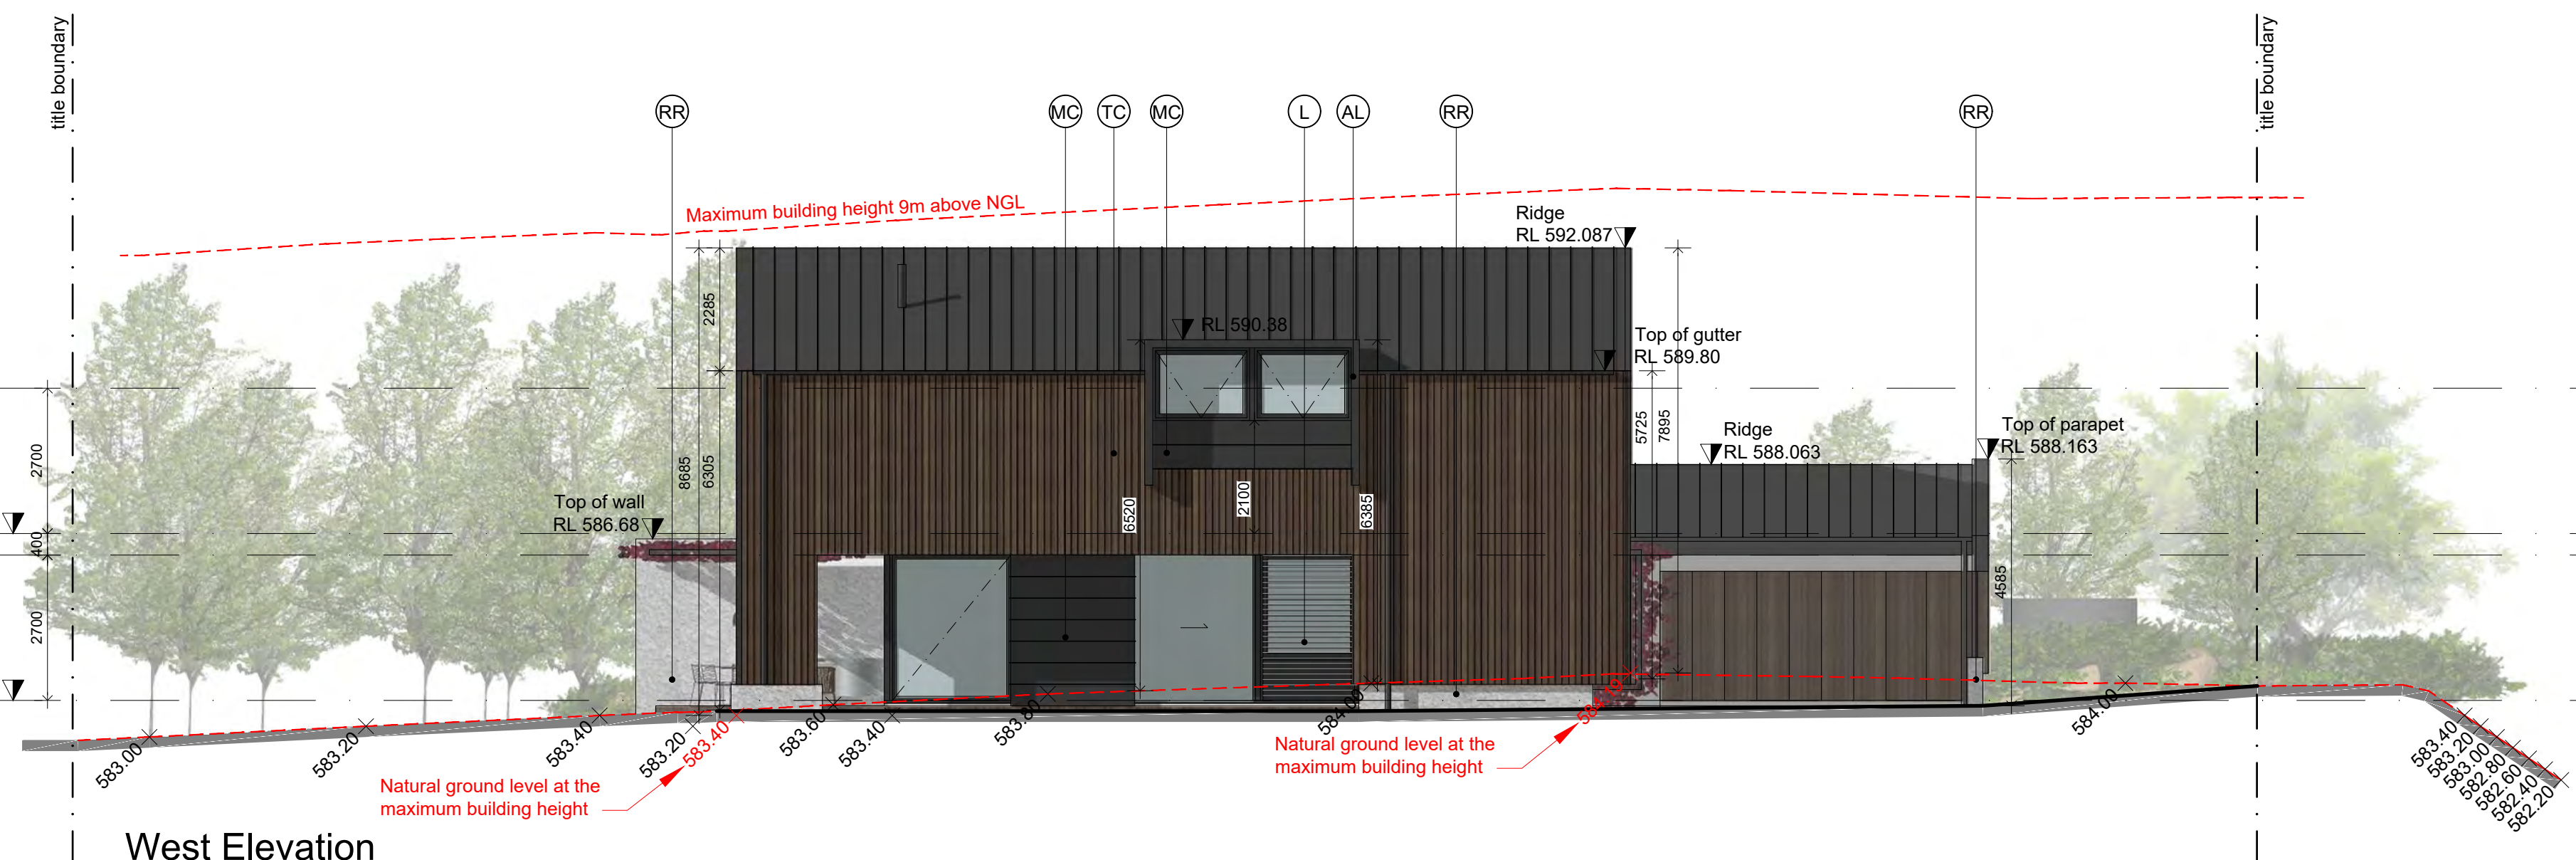 title boundary
title boundary
RR
MC
TC
MC
L
AL
RR
RR
Maximum building height 9m above NGL
Ridge
RL 592.087
2285
RL 590.38
Top of gutter
RL 589.80
5725
7895
Ridge
RL 588.063
Top of parapet
RL 588.163
2700
8685
6305
Top of wall
RL 586.68
6520
2100
6385
400
4585
2700
583.00
583.20
583.40
583.20
583.40
583.60
583.40
583.80
584.00
584.00
583.40
583.20
583.00
582.80
582.60
582.40
582.20
Natural ground level at the
maximum building height
Natural ground level at the
maximum building height
West Elevation